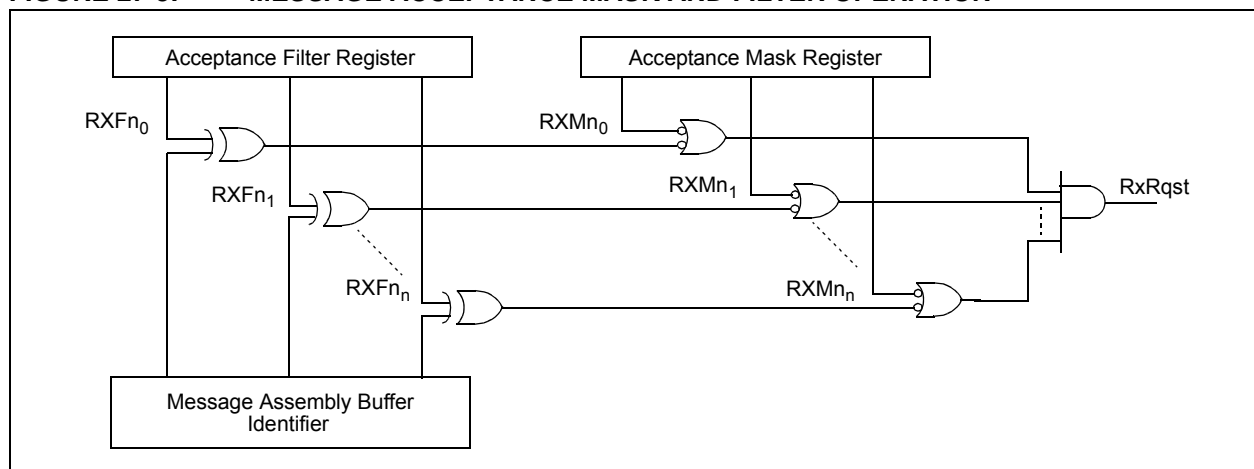 Acceptance Filter Register
Acceptance Mask Register
RXFn0
RXMn0
RXFn1
RXMn1
RxRqst
RXFnn
RXMnn
Message Assembly Buffer
Identifier